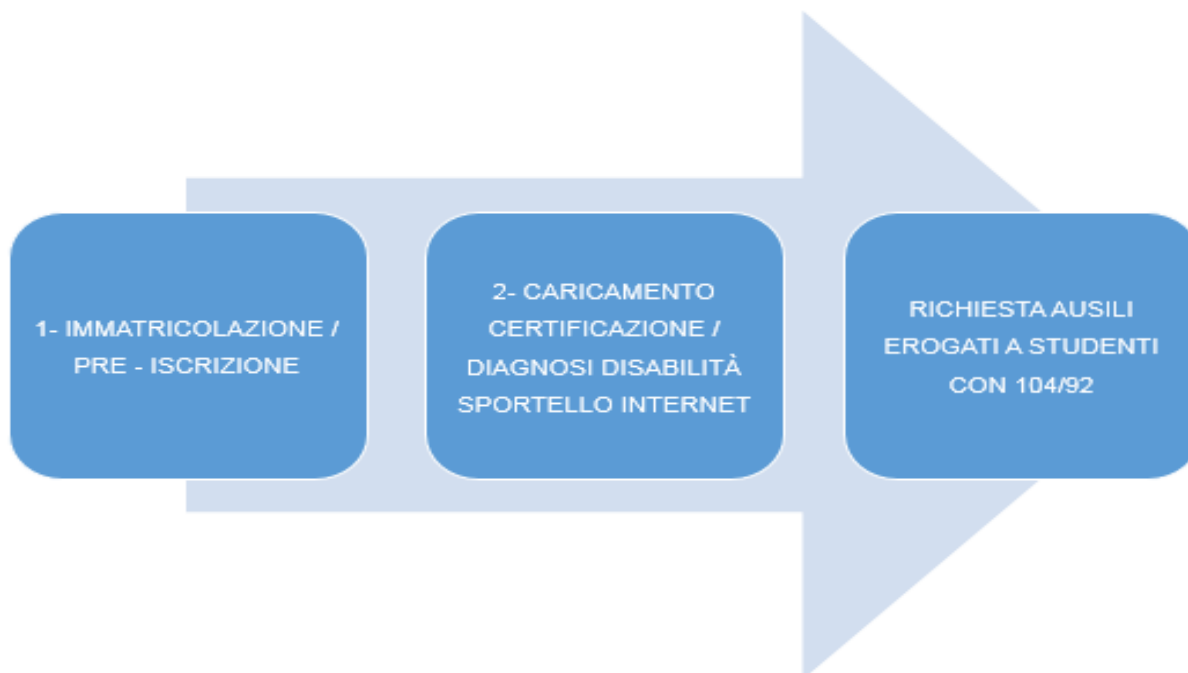 1- IMMATRICOLAZIONE /
PRE - ISCRIZIONE
2- CARICAMENTO
CERTIFICAZIONE /
DIAGNOSI DISABILITÀ
SPORTELLO INTERNET
RICHIESTA AUSILI
EROGATI A STUDENTI
CON 104/92